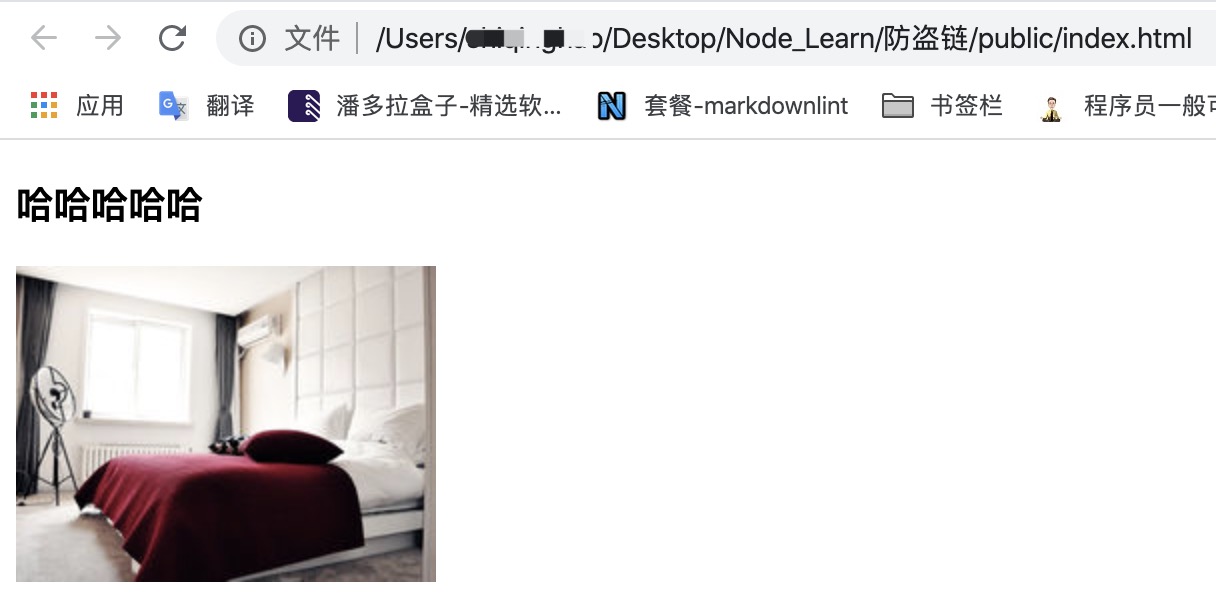 文件 /Users/ /Desktop/Node_Learn/防盗链/public/index.html
应用 翻译 潘多拉盒子-精选软... 套餐-markdownlint 书签栏 程序员一般
哈哈哈哈哈